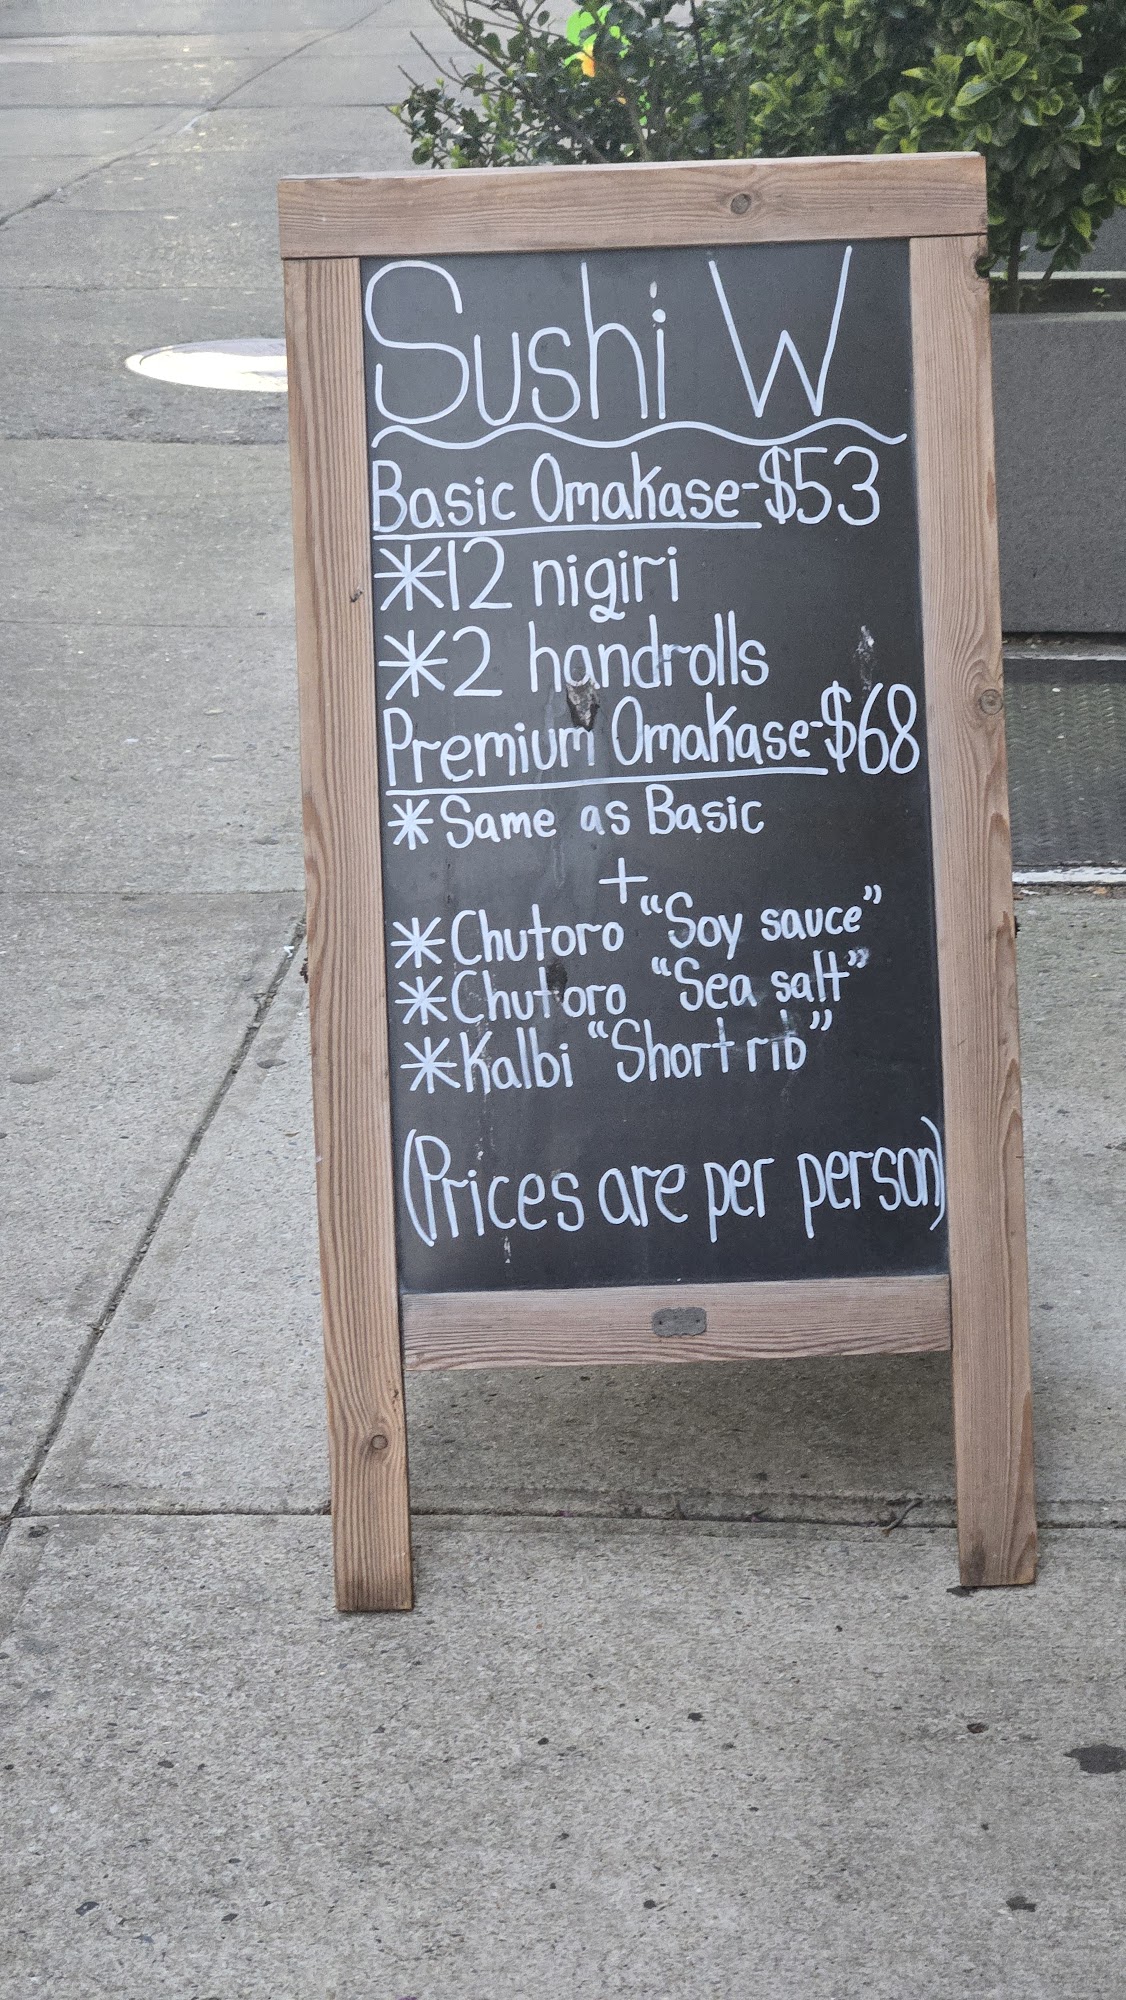 Sushi W
Basic Omakase-$53
*12 nigiri
*2 handrolls
Premium Omakase-$68
*Same as Basic
+
*Chutoro "Soy sauce"
*Chutoro "Sea salt"
*Kalbi "Short rib"
(Prices are per person)